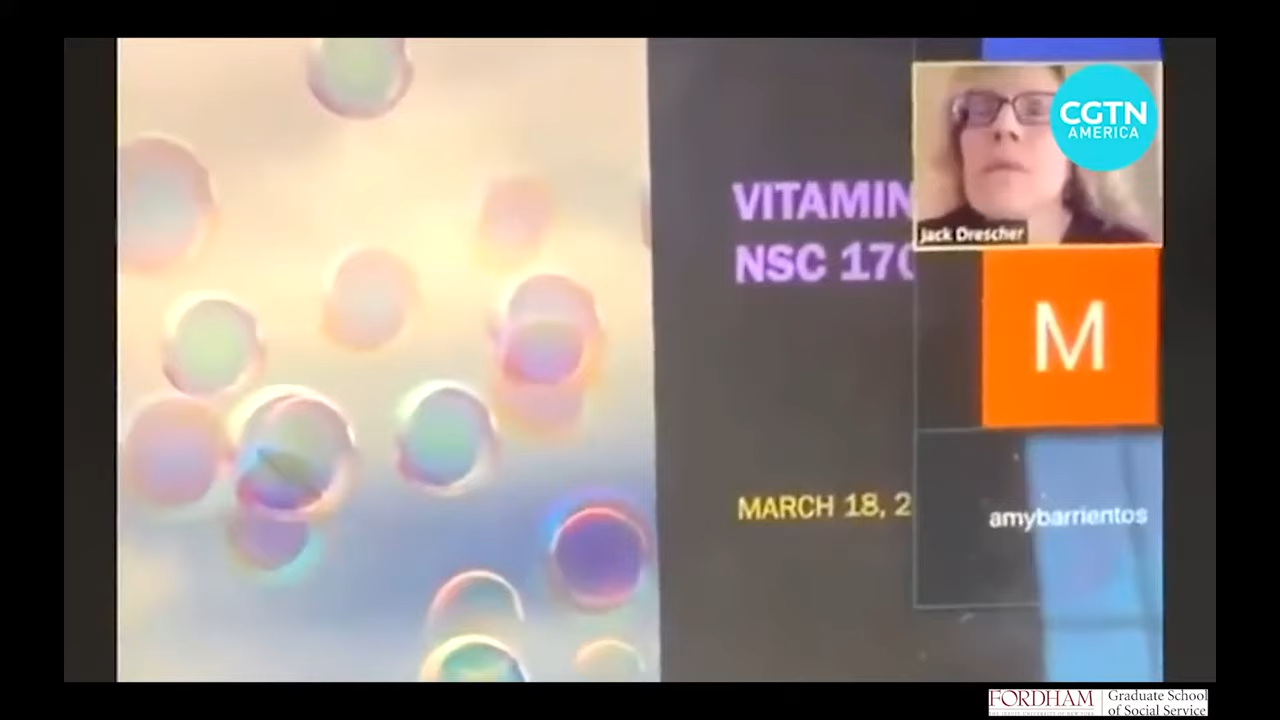 CGTN
AMERICA
VITAMIN
NSC 170
Jack Drescher
M
MARCH 18, 2
amybarrientos
FORDHAM
Graduate School
of Social Service